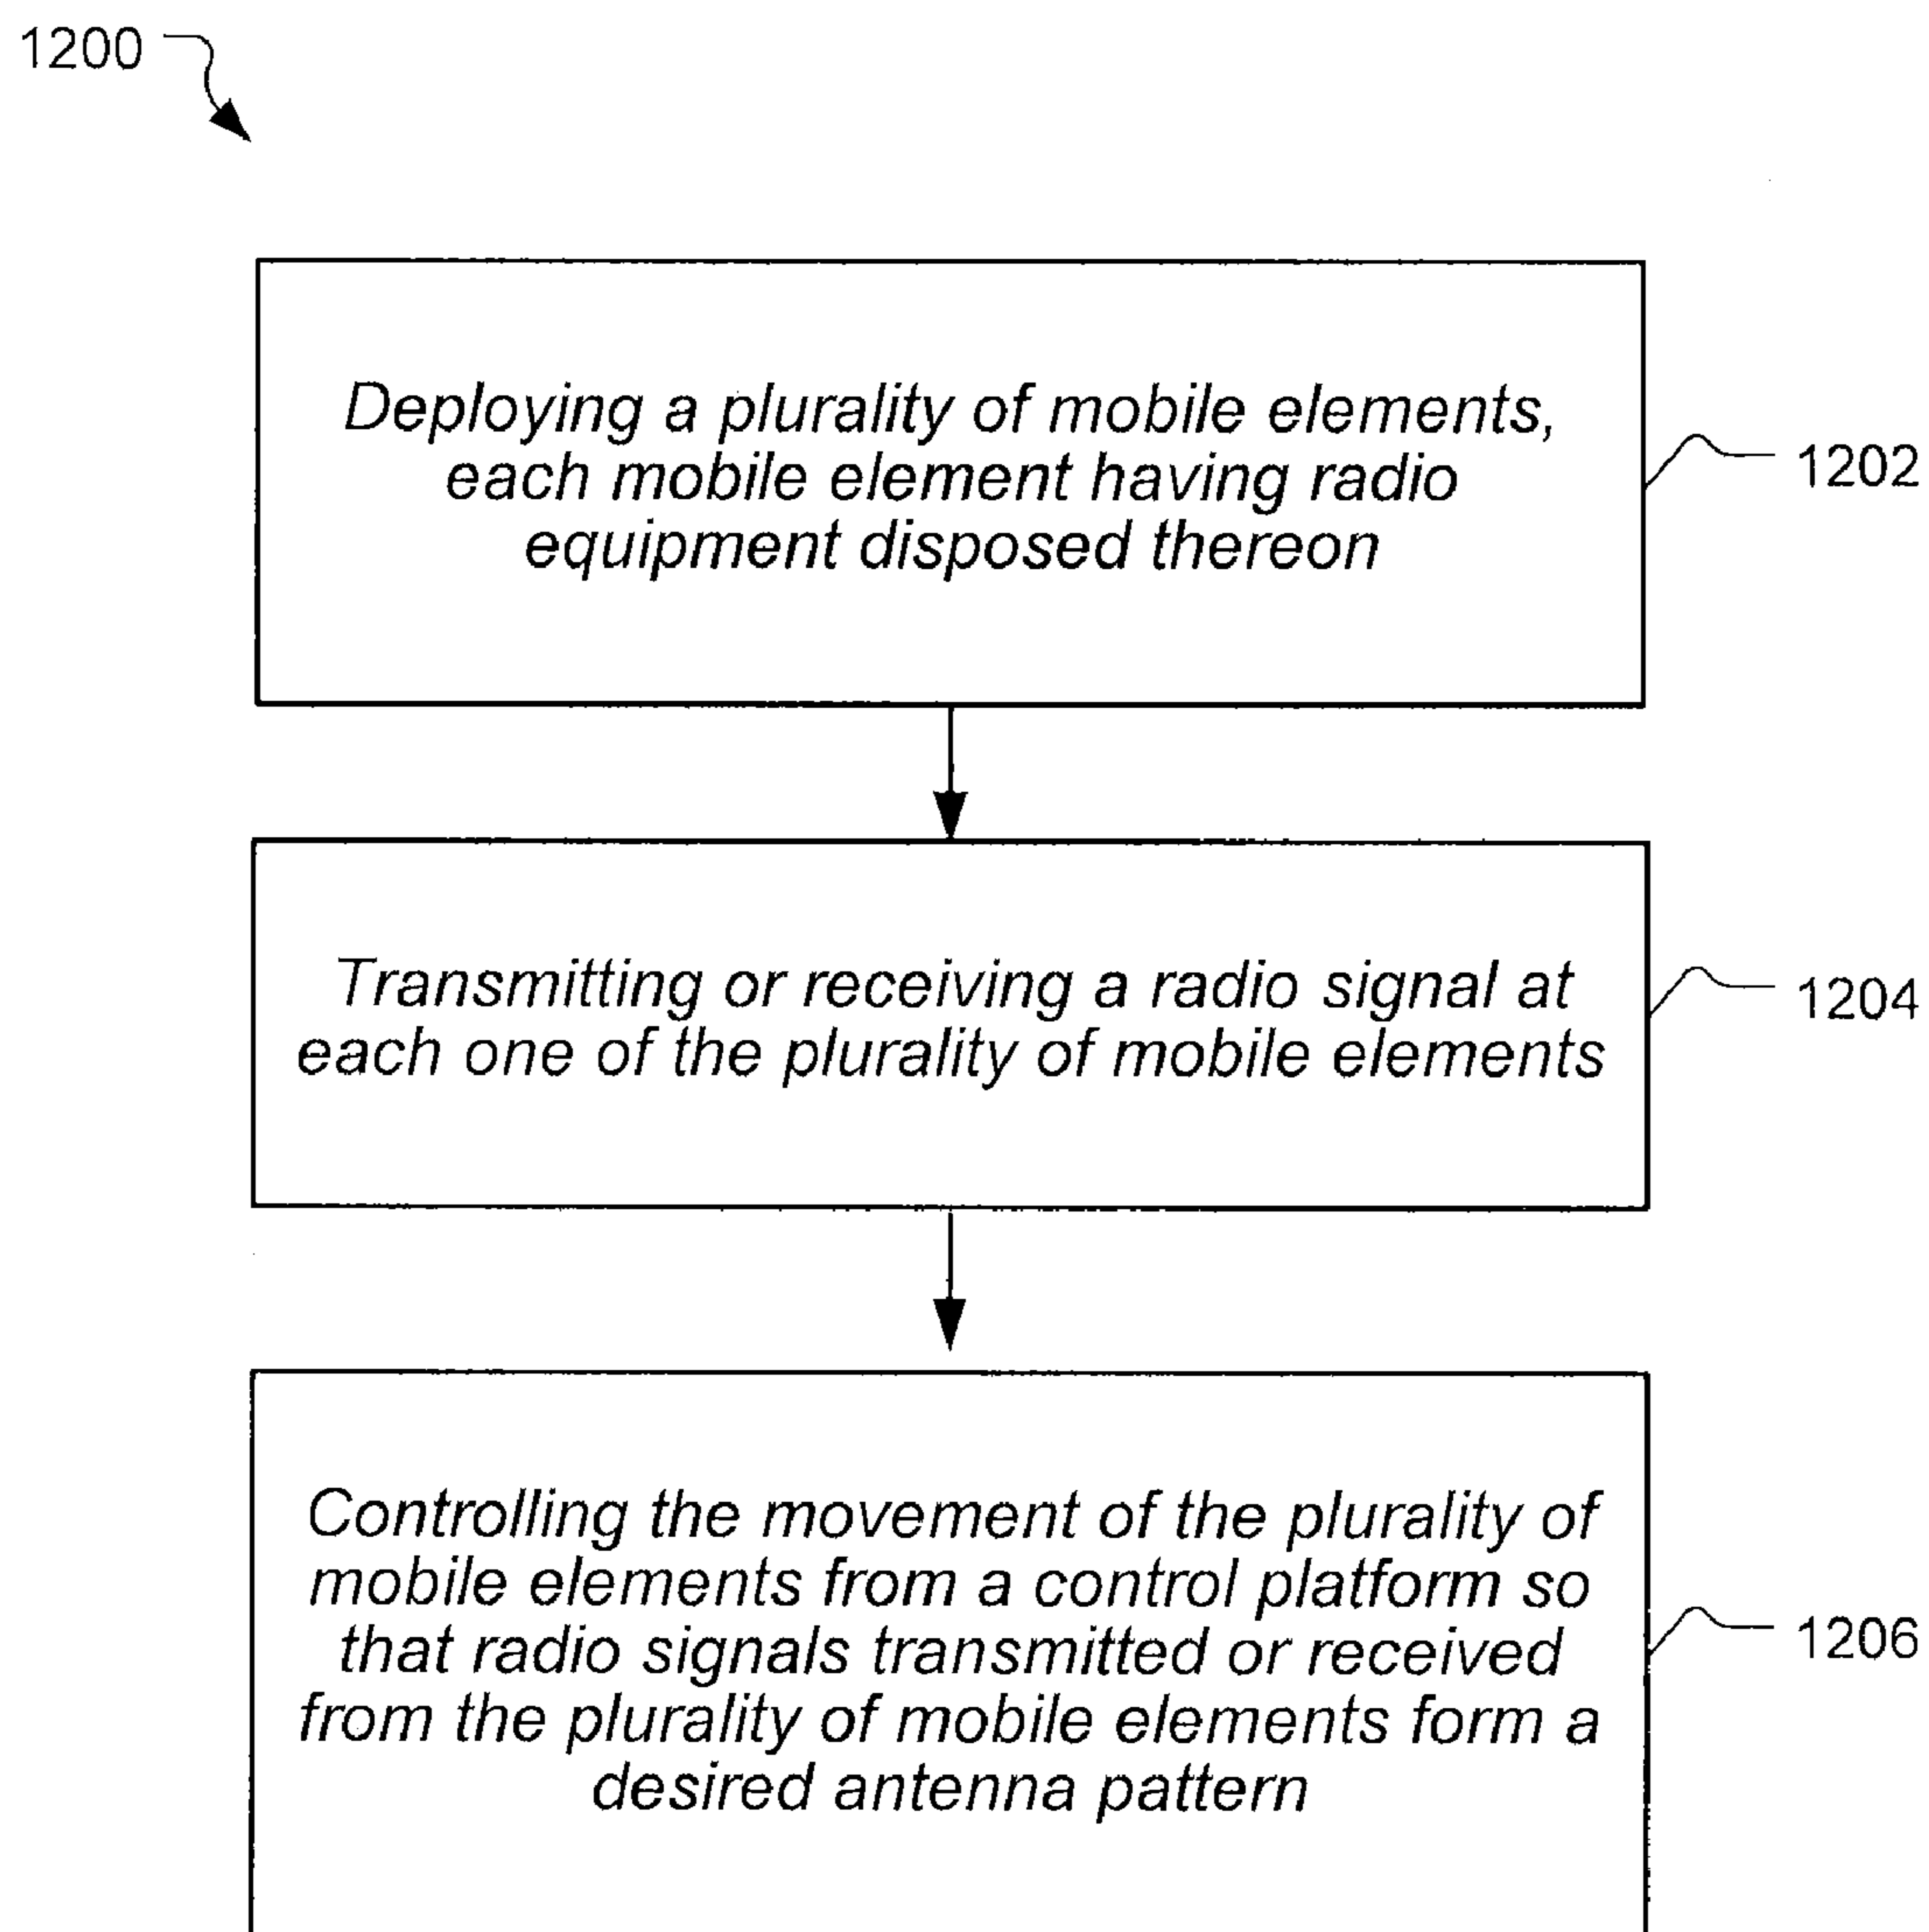 1200
Deploying a plurality of mobile elements,
each mobile element having radio
equipment disposed thereon
1202
Transmitting or receiving a radio signal at
each one of the plurality of mobile elements
1204
Controlling the movement of the plurality of
mobile elements from a control platform so
that radio signals transmitted or received
from the plurality of mobile elements form a
desired antenna pattern
1206